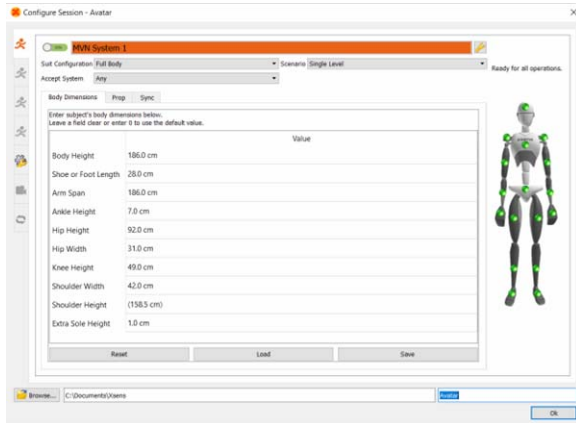 Configure Session - Avatar
MVN System 1
Suit Configuration Full Body Scenario Single Level
Accept System Any
Ready for all operations.
Body Dimensions Prop Sync
Enter subject's body dimensions below.
Leave a field clear or enter 0 to use the default value.
Value
Body Height 186.0 cm
Shoe or Foot Length 28.0 cm
Arm Span 186.0 cm
Ankle Height 7.0 cm
Hip Height 92.0 cm
Hip Width 31.0 cm
Knee Height 49.0 cm
Shoulder Width 42.0 cm
Shoulder Height (158.5 cm)
Extra Sole Height 1.0 cm
Reset Load Save
Browse... C:\Documents\Xsens Avatar
Ok